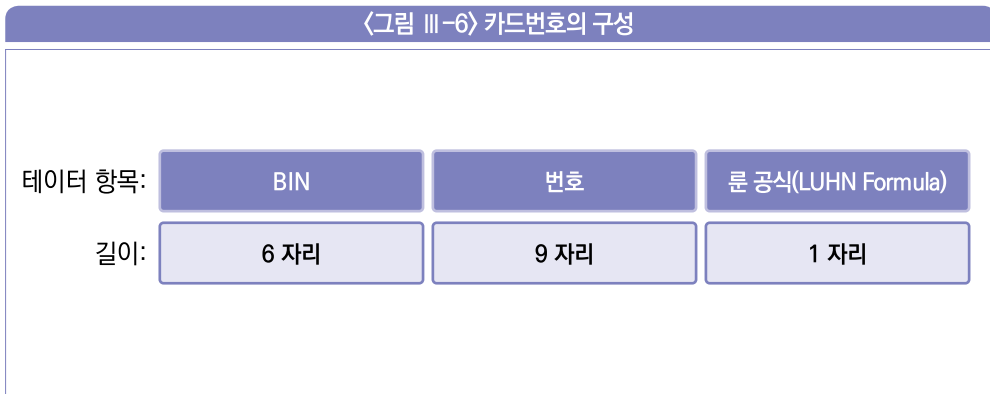 〈그림 Ⅲ-6〉 카드번호의 구성
테이터 항목: BIN 번호 룬 공식(LUHN Formula)
길이: 6 자리 9 자리 1 자리